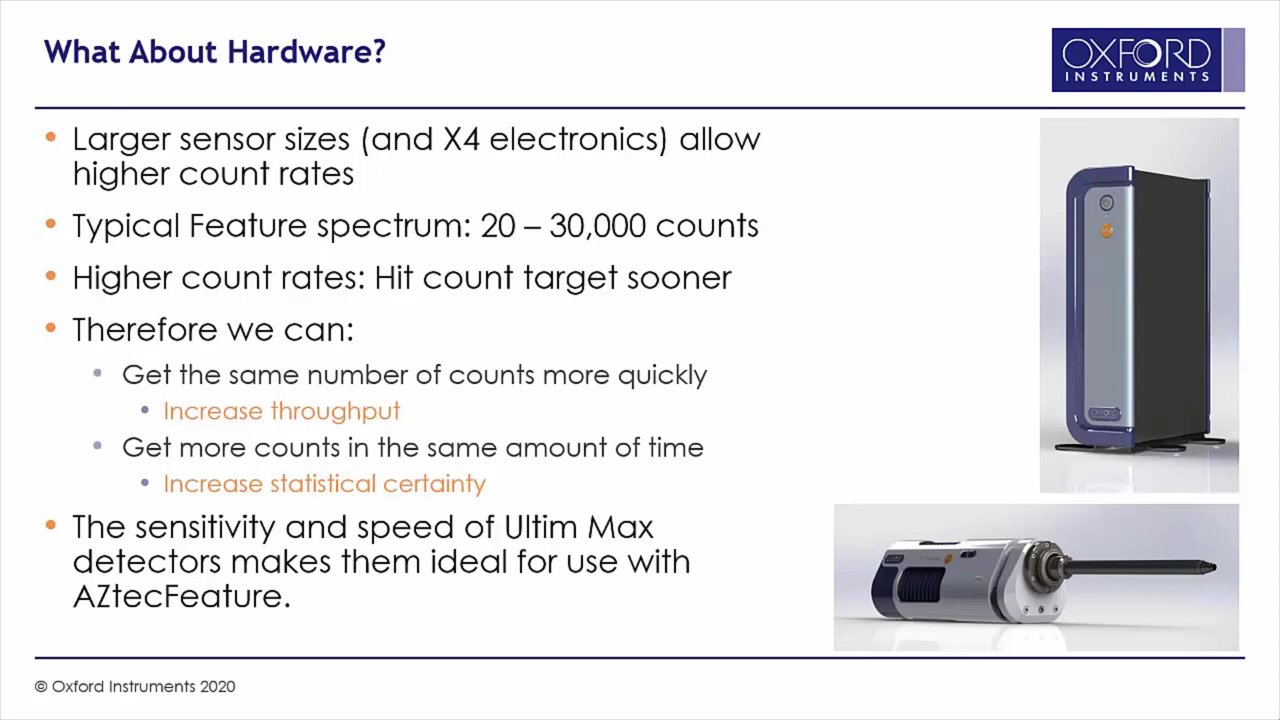 What About Hardware?
OXFORD
INSTRUMENTS
• Larger sensor sizes (and X4 electronics) allow
higher count rates
• Typical Feature spectrum: 20 – 30,000 counts
• Higher count rates: Hit count target sooner
• Therefore we can:
• Get the same number of counts more quickly
• Increase throughput
• Get more counts in the same amount of time
• Increase statistical certainty
• The sensitivity and speed of Ultim Max
detectors makes them ideal for use with
AZtecFeature.
© Oxford Instruments 2020